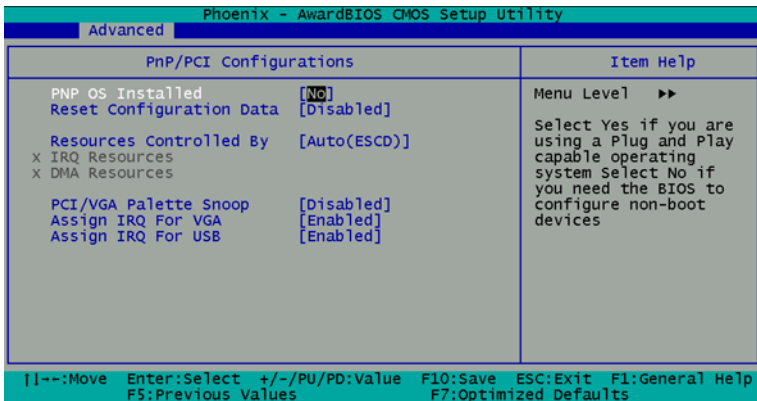 Phoenix - AwardBIOS CMOS Setup Utility
Advanced
PnP/PCI Configurations
Item Help
PNP OS Installed [No]
Reset Configuration Data [Disabled]
Resources Controlled By [Auto(ESCD)]
x IRQ Resources
x DMA Resources
PCI/VGA Palette Snoop [Disabled]
Assign IRQ For VGA [Enabled]
Assign IRQ For USB [Enabled]
Menu Level ▶▶
Select Yes if you are
using a Plug and Play
capable operating
system Select No if
you need the BIOS to
configure non-boot
devices
↑↓→←:Move Enter:Select +/-/PU/PD:Value F10:Save ESC:Exit F1:General Help
F5:Previous Values F7:Optimized Defaults